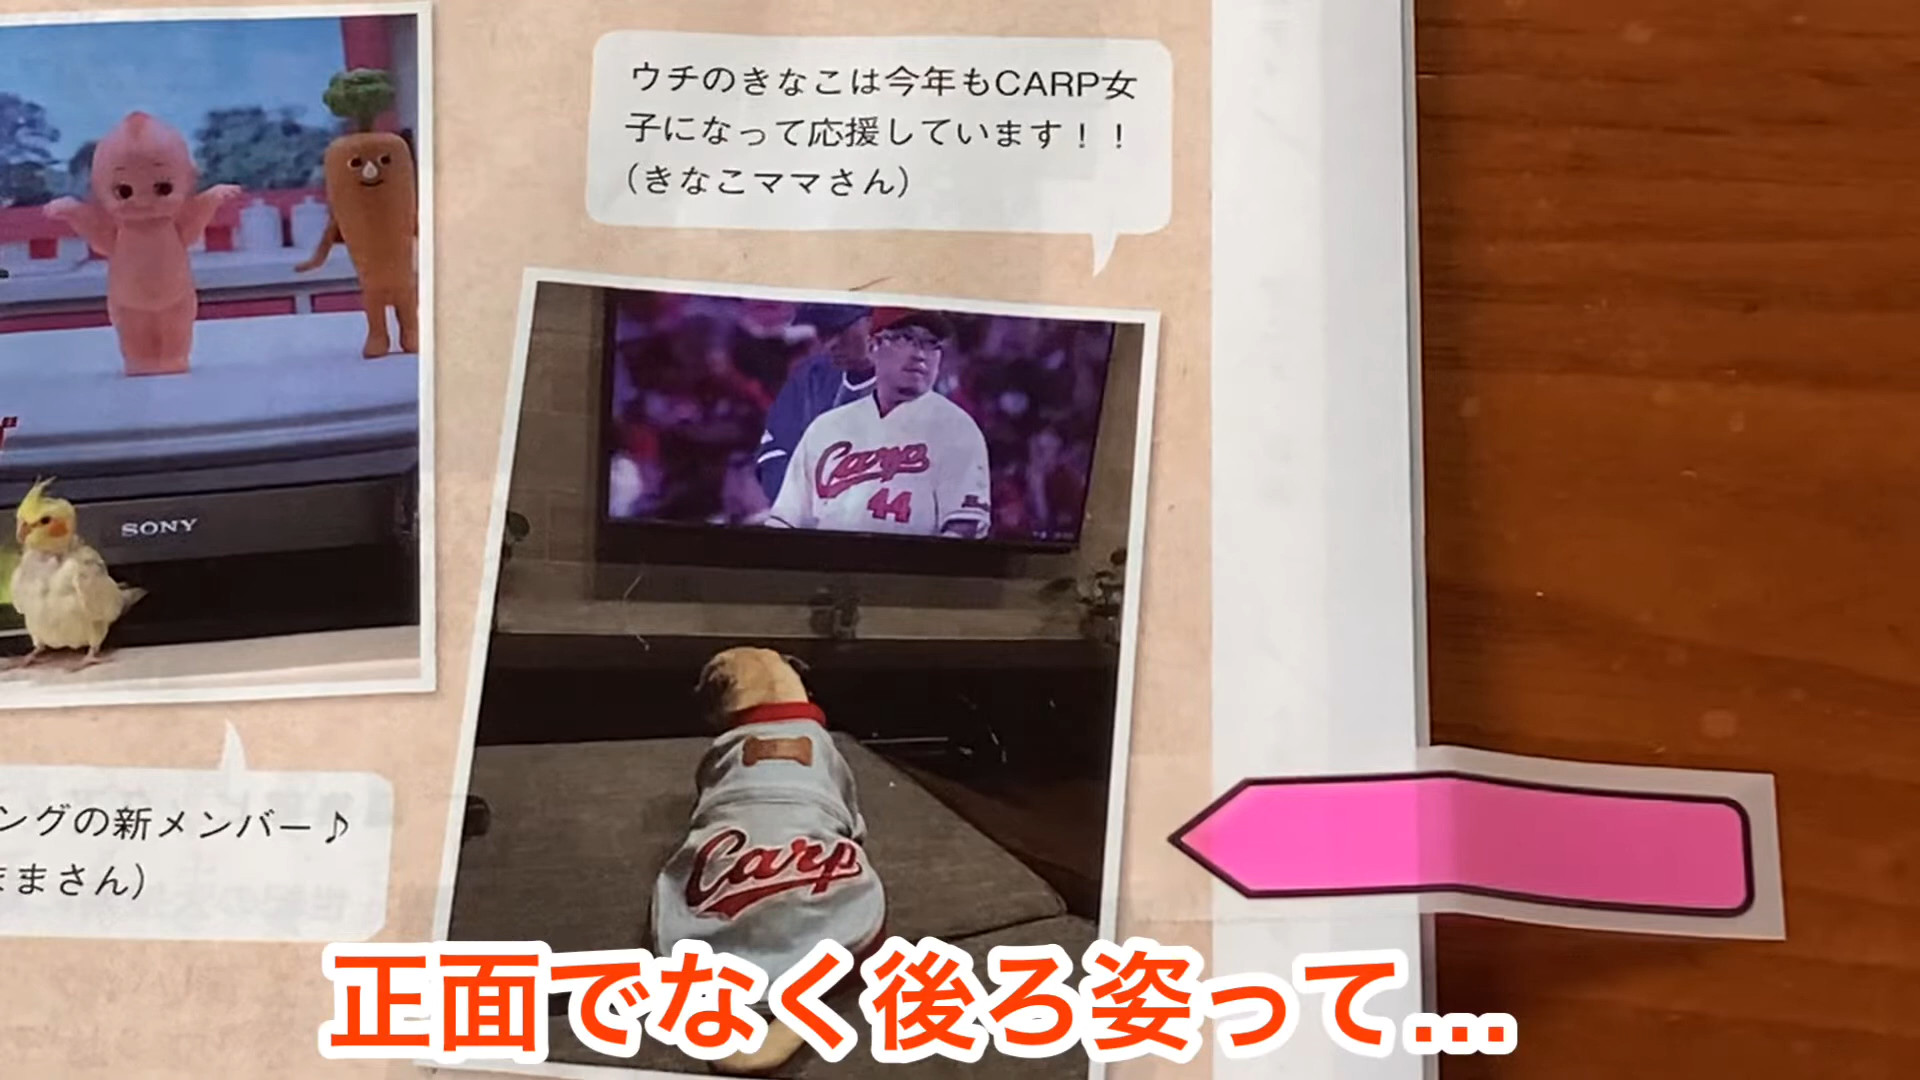 ウチのきなこは今年もCARP女
子になって応援しています！！
（きなこママさん）
Carp
44
SONY
Carp
ングの新メンバー♪
まさん）
正面でなく後ろ姿って...